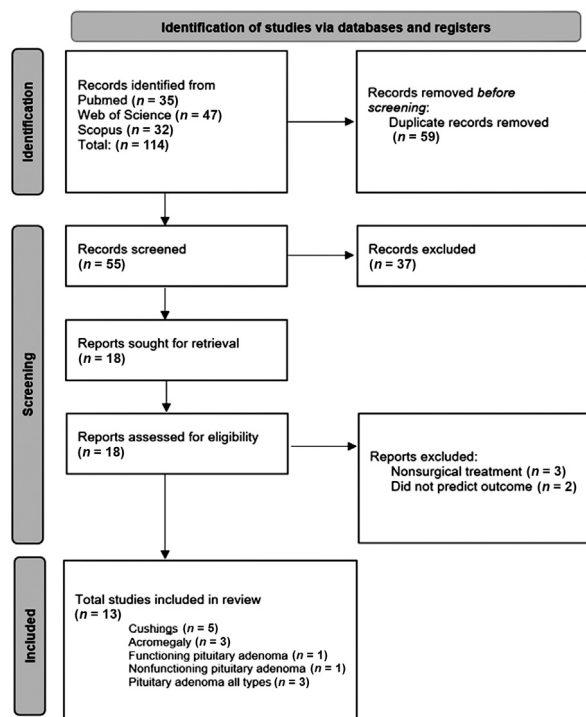 Identification of studies via databases and registers
Identification
Records identified from
Pubmed (n = 35)
Web of Science (n = 47)
Scopus (n = 32)
Total: (n = 114)
Records removed before
screening:
Duplicate records removed
(n = 59)
Screening
Records screened
(n = 55)
Records excluded
(n = 37)
Reports sought for retrieval
(n = 18)
Reports assessed for eligibility
(n = 18)
Reports excluded:
Nonsurgical treatment (n = 3)
Did not predict outcome (n = 2)
Included
Total studies included in review
(n = 13)
Cushings (n = 5)
Acromegaly (n = 3)
Functioning pituitary adenoma (n = 1)
Nonfunctioning pituitary adenoma (n = 1)
Pituitary adenoma all types (n = 3)